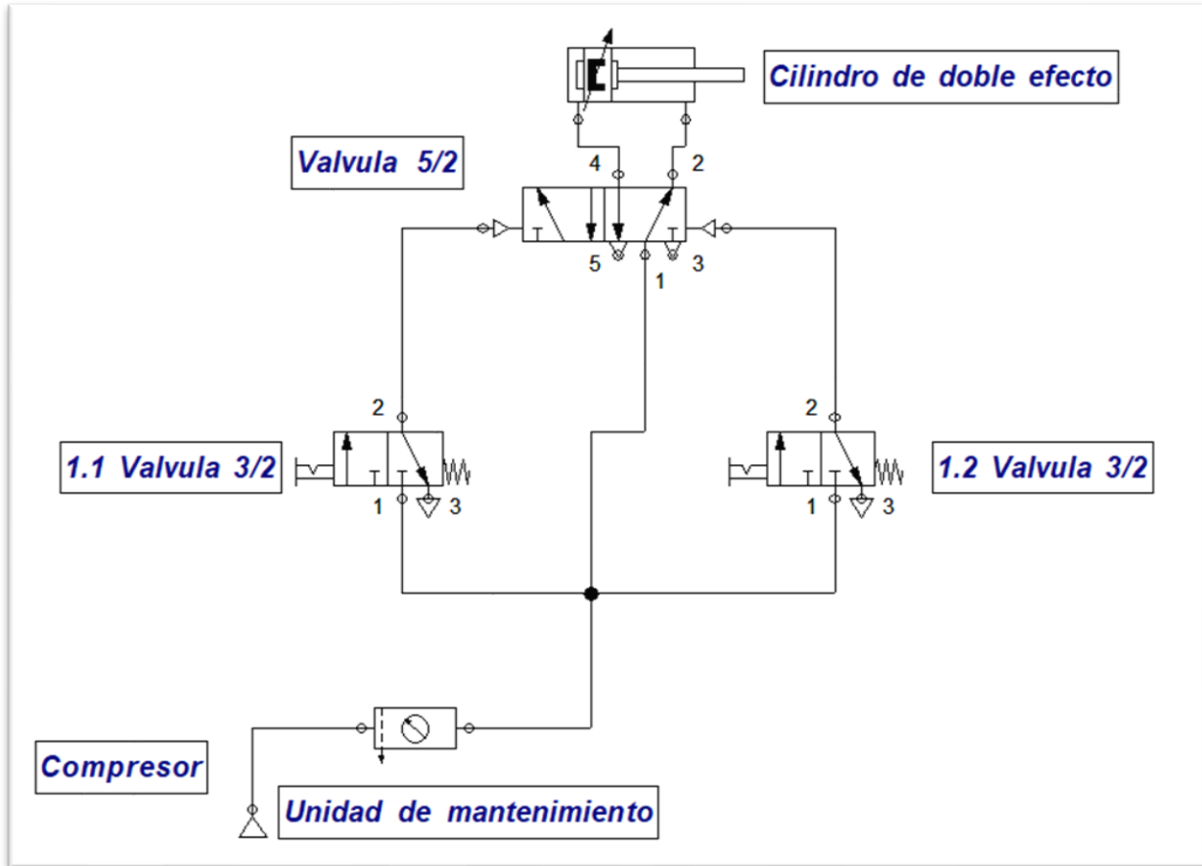 Cilindro de doble efecto
Valvula 5/2
4
2
5
1
3
2
2
1.1 Valvula 3/2
1.2 Valvula 3/2
1
3
1
3
Compresor
Unidad de mantenimiento